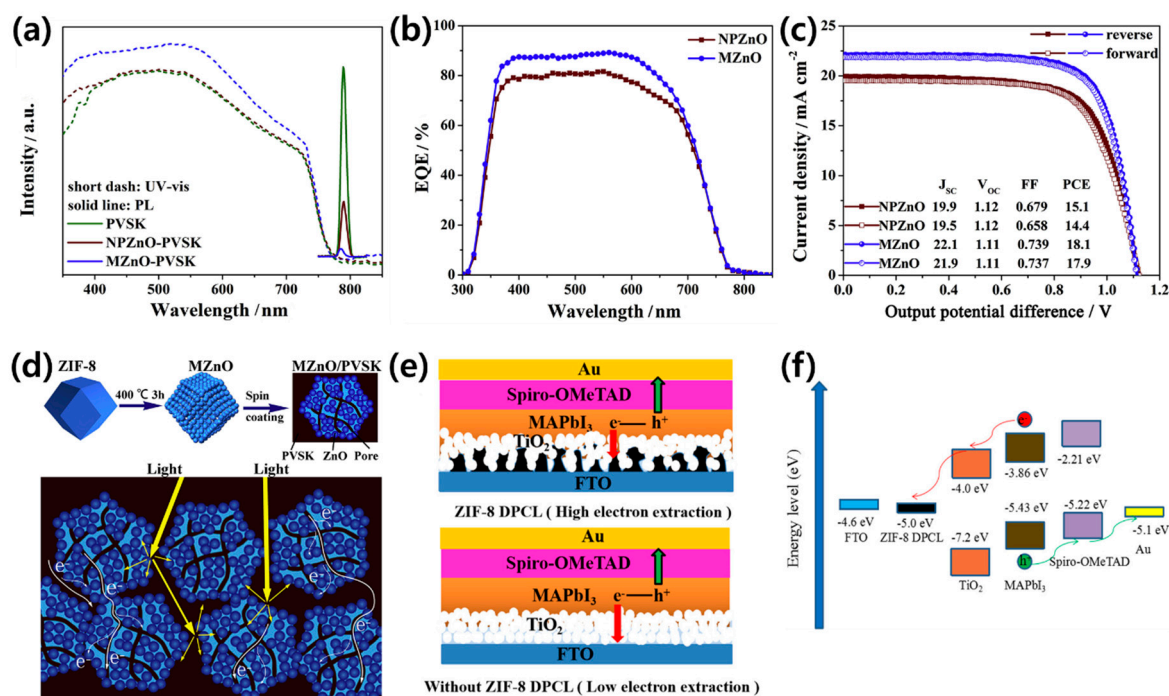 (a)
Intensity / a.u.
short dash: UV-vis
solid line: PL
PVSK
NPZnO-PVSK
MZnO-PVSK
400 500 600 700 800
Wavelength / nm
(b)
EQE / %
100
80
60
40
20
0
NPZnO
MZnO
300 400 500 600 700 800
Wavelength / nm
(c)
Current density / mA cm-2
25
20
15
10
5
0
reverse
forward
JSC VOC FF PCE
NPZnO 19.9 1.12 0.679 15.1
NPZnO 19.5 1.12 0.658 14.4
MZnO 22.1 1.11 0.739 18.1
MZnO 21.9 1.11 0.737 17.9
0.0 0.2 0.4 0.6 0.8 1.0 1.2
Output potential difference / V
(d)
ZIF-8
MZnO
MZnO/PVSK
400 ℃ 3h
Spin
coating
PVSK ZnO Pore
Light
Light
e-
e-
e-
e-
e-
e-
(e)
Au
Spiro-OMeTAD
MAPbI3
e-
h+
TiO2
FTO
ZIF-8 DPCL ( High electron extraction )
Au
Spiro-OMeTAD
MAPbI3
e-
h+
TiO2
FTO
Without ZIF-8 DPCL ( Low electron extraction )
(f)
Energy level (eV)
-4.6 eV
FTO
-5.0 eV
ZIF-8 DPCL
-4.0 eV
-7.2 eV
TiO2
-3.86 eV
-5.43 eV
h+
MAPbI3
-2.21 eV
-5.22 eV
Spiro-OMeTAD
-5.1 eV
Au